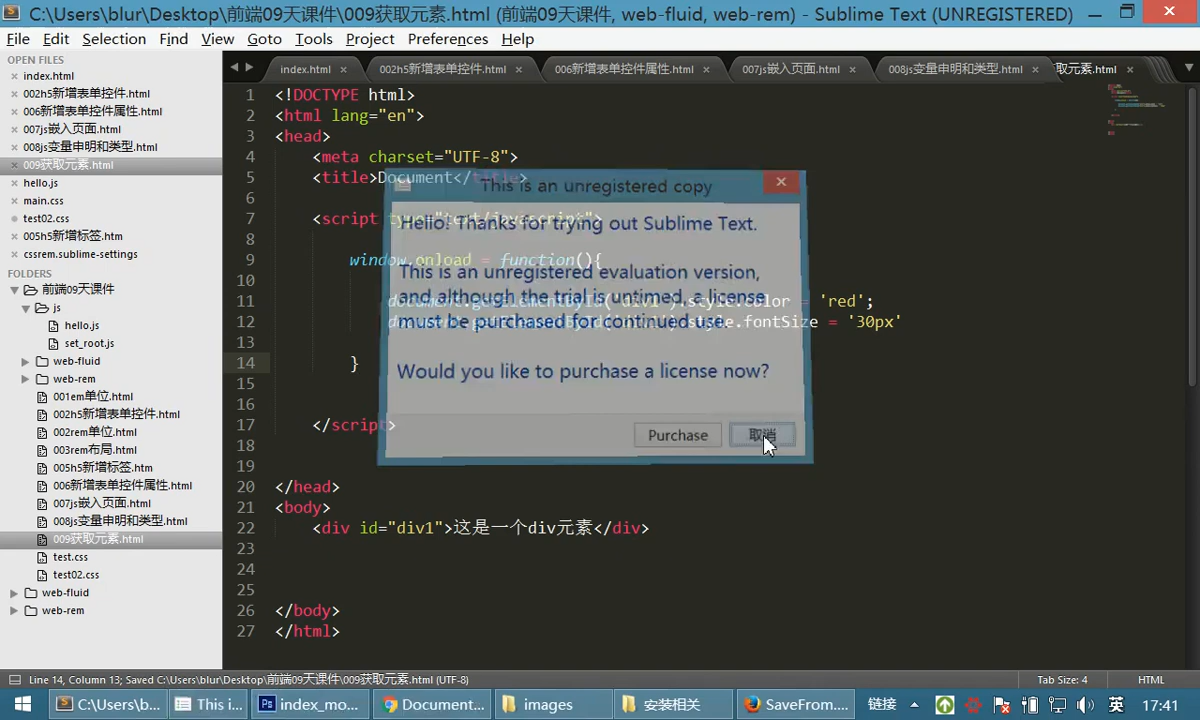 C:\Users\blur\Desktop\前端09天课件\009获取元素.html (前端09天课件, web-fluid, web-rem) - Sublime Text (UNREGISTERED)
File Edit Selection Find View Goto Tools Project Preferences Help
OPEN FILES
index.html
002h5新增表单控件.html
006新增表单控件属性.html
007js嵌入页面.html
008js变量申明和类型.html
009获取元素.html
hello.js
main.css
test02.css
005h5新增标签.htm
cssrem.sublime-settings
FOLDERS
前端09天课件
js
hello.js
set_root.js
web-fluid
web-rem
001em单位.html
002h5新增表单控件.html
002rem单位.html
003rem布局.html
005h5新增标签.htm
006新增表单控件属性.html
007js嵌入页面.html
008js变量申明和类型.html
009获取元素.html
test.css
test02.css
web-fluid
web-rem
index.html 002h5新增表单控件.html 006新增表单控件属性.html 007js嵌入页面.html 008js变量申明和类型.html 取元素.html
1 <!DOCTYPE html>
2 <html lang="en">
3 <head>
4 <meta charset="UTF-8">
5 <title>Document</title>
6
7 <script type="text/javascript">
8
9 window.onload = function(){
10
11 document.getElementById('div1').style.color = 'red';
12 document.getElementById('div1').style.fontSize = '30px'
13
14 }
15
16
17 </script>
18
19
20 </head>
21 <body>
22 <div id="div1">这是一个div元素</div>
23
24
25
26 </body>
27 </html>
This is an unregistered copy
Hello! Thanks for trying out Sublime Text.
This is an unregistered evaluation version,
and although the trial is untimed, a license
must be purchased for continued use.
Would you like to purchase a license now?
Purchase 取消
Line 14, Column 13; Saved C:\Users\blur\Desktop\前端09天课件\009获取元素.html (UTF-8) Tab Size: 4 HTML
C:\Users\b... This i... index_mo... Document... images 安装相关 SaveFrom.... 链接 英 17:41